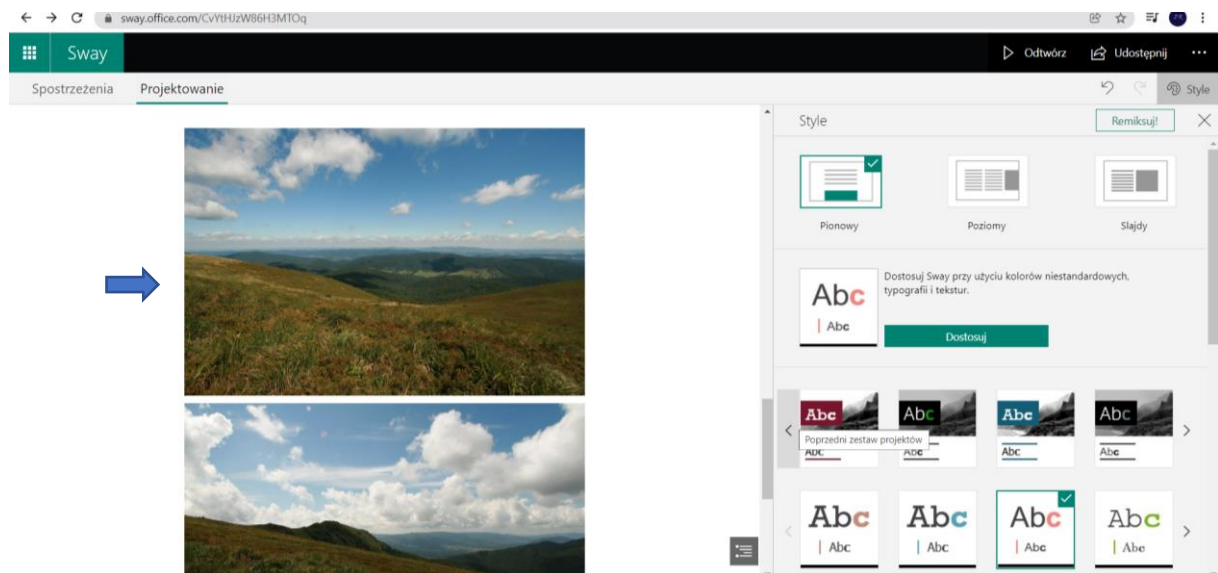 sway.office.com/CvYtHJzW86H3MTOq
Sway
Odtwórz
Udostępnij
Spostrzeżenia
Projektowanie
Style
Style
Remiksuj!
Pionowy
Poziomy
Slajdy
Abc
Abc
Dostosuj Sway przy użyciu kolorów niestandardowych,
typografii i tekstur.
Dostosuj
Abc
Abc
Abc
Abc
Poprzedni zestaw projektów
Abc
Abc
Abc
Abc
Abc
Abc
Abc
Abc
Abc
Abc
Abc
Abc